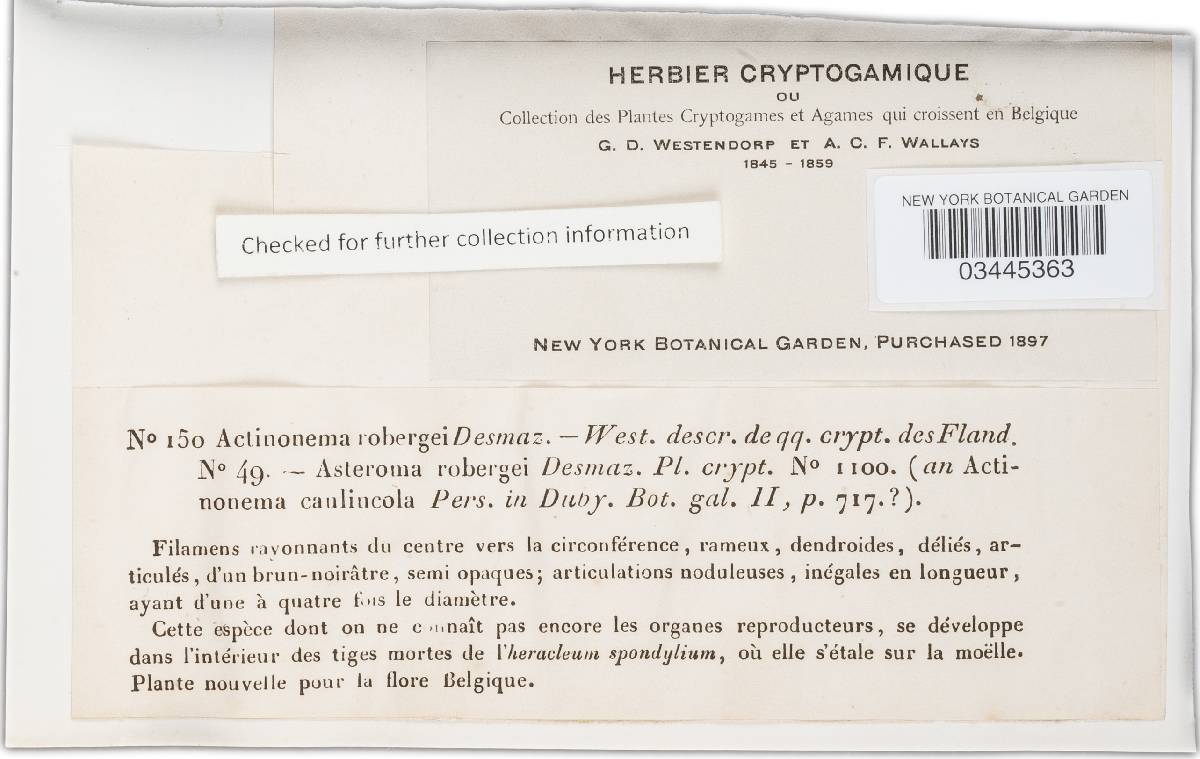 HERBIER CRYPTOGAMIQUE
OU
Collection des Plantes Cryptogames et Agames qui croissent en Belgique
G. D. WESTENDORP ET A. C. F. WALLAYS
1845 - 1859
NEW YORK BOTANICAL GARDEN
03445363
Checked for further collection information
NEW YORK BOTANICAL GARDEN, PURCHASED 1897
No 150 Actinonema robergei Desmaz. — West. descr. de qq. crypt. des Fland.
No 49. — Asteroma robergei Desmaz. Pl. crypt. No 1100. (an Acti-
nonema caulincola Pers. in Duby. Bot. gal. II, p. 717.?).
Filamens rayonnants du centre vers la circonférence, rameux, dendroides, déliés, ar-
ticulés, d'un brun-noirâtre, semi opaques; articulations noduleuses, inégales en longueur,
ayant d'une à quatre fois le diamètre.
Cette espèce dont on ne connaît pas encore les organes reproducteurs, se développe
dans l'intérieur des tiges mortes de l'heracleum spondylium, où elle s'étale sur la moëlle.
Plante nouvelle pour la flore Belgique.